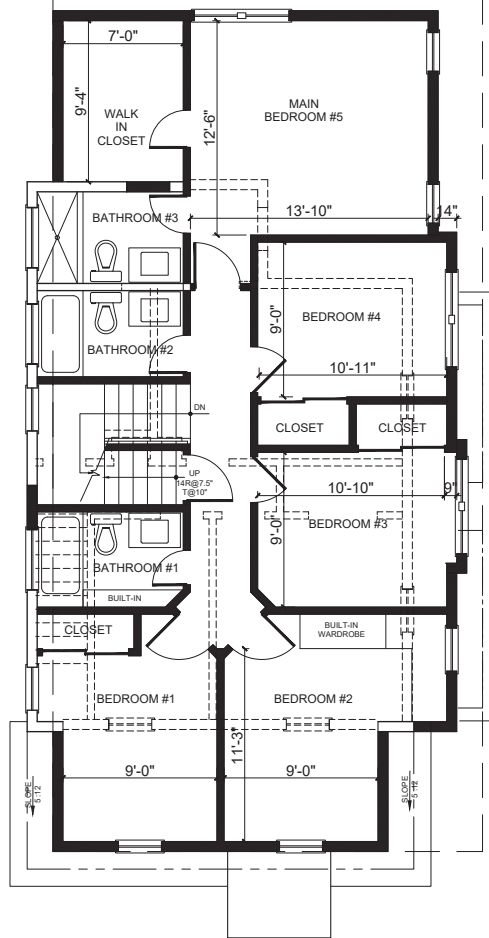 7'-0"
9'-4"
WALK
IN
CLOSET
12'-6"
MAIN
BEDROOM #5
13'-10"
14"
BATHROOM #3
9'-0"
BEDROOM #4
BATHROOM #2
10'-11"
DN
CLOSET
CLOSET
UP
14R@7.5"
T@10"
10'-10"
9"
9'-0"
BEDROOM #3
BATHROOM #1
BUILT-IN
CLOSET
BUILT-IN
WARDROBE
BEDROOM #1
BEDROOM #2
11'-3"
9'-0"
9'-0"
SLOPE
5:12
SLOPE
5:12